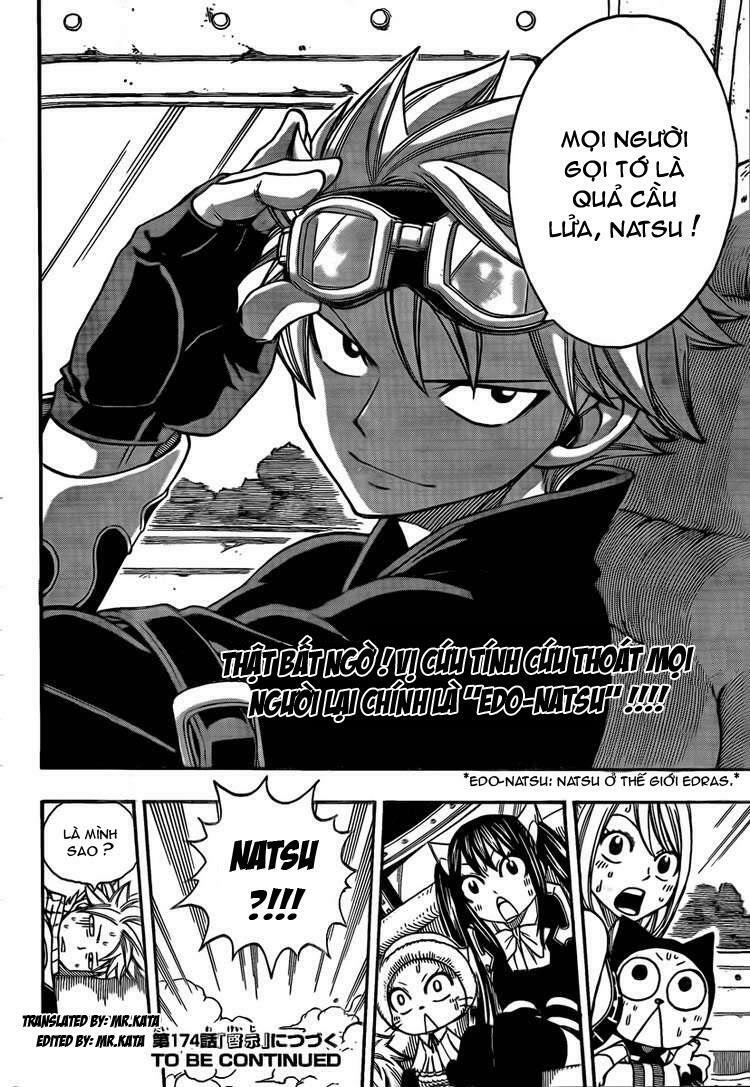 MỌI NGƯỜI
GỌI TỚ LÀ
QUẢ CẦU
LỬA, NATSU !
THẬT BẤT NGỜ ! VỊ CỨU TINH CỨU THOÁT MỌI
NGƯỜI LẠI CHÍNH LÀ "EDO-NATSU" !!!!
*EDO-NATSU: NATSU Ở THẾ GIỚI EDRAS.*
LÀ MÌNH
SAO ?
NATSU
?!!!
TRANSLATED BY: MR.KATA
EDITED BY: MR.KATA
第174話『啓示』につづく
TO BE CONTINUED